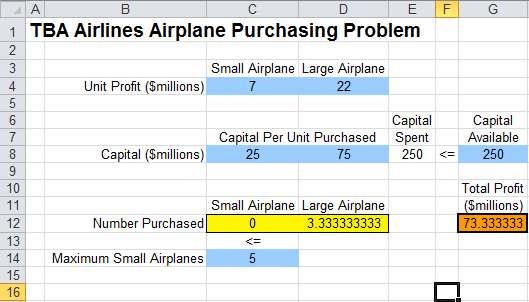 A B C D E F G
1 TBA Airlines Airplane Purchasing Problem
2
3 Small Airplane Large Airplane
4 Unit Profit ($millions) 7 22
5
6 Capital Capital
7 Capital Per Unit Purchased Spent Available
8 Capital ($millions) 25 75 250 <= 250
9
10 Total Profit
11 Small Airplane Large Airplane ($millions)
12 Number Purchased 0 3.333333333 73.333333
13 <=
14 Maximum Small Airplanes 5
15
16